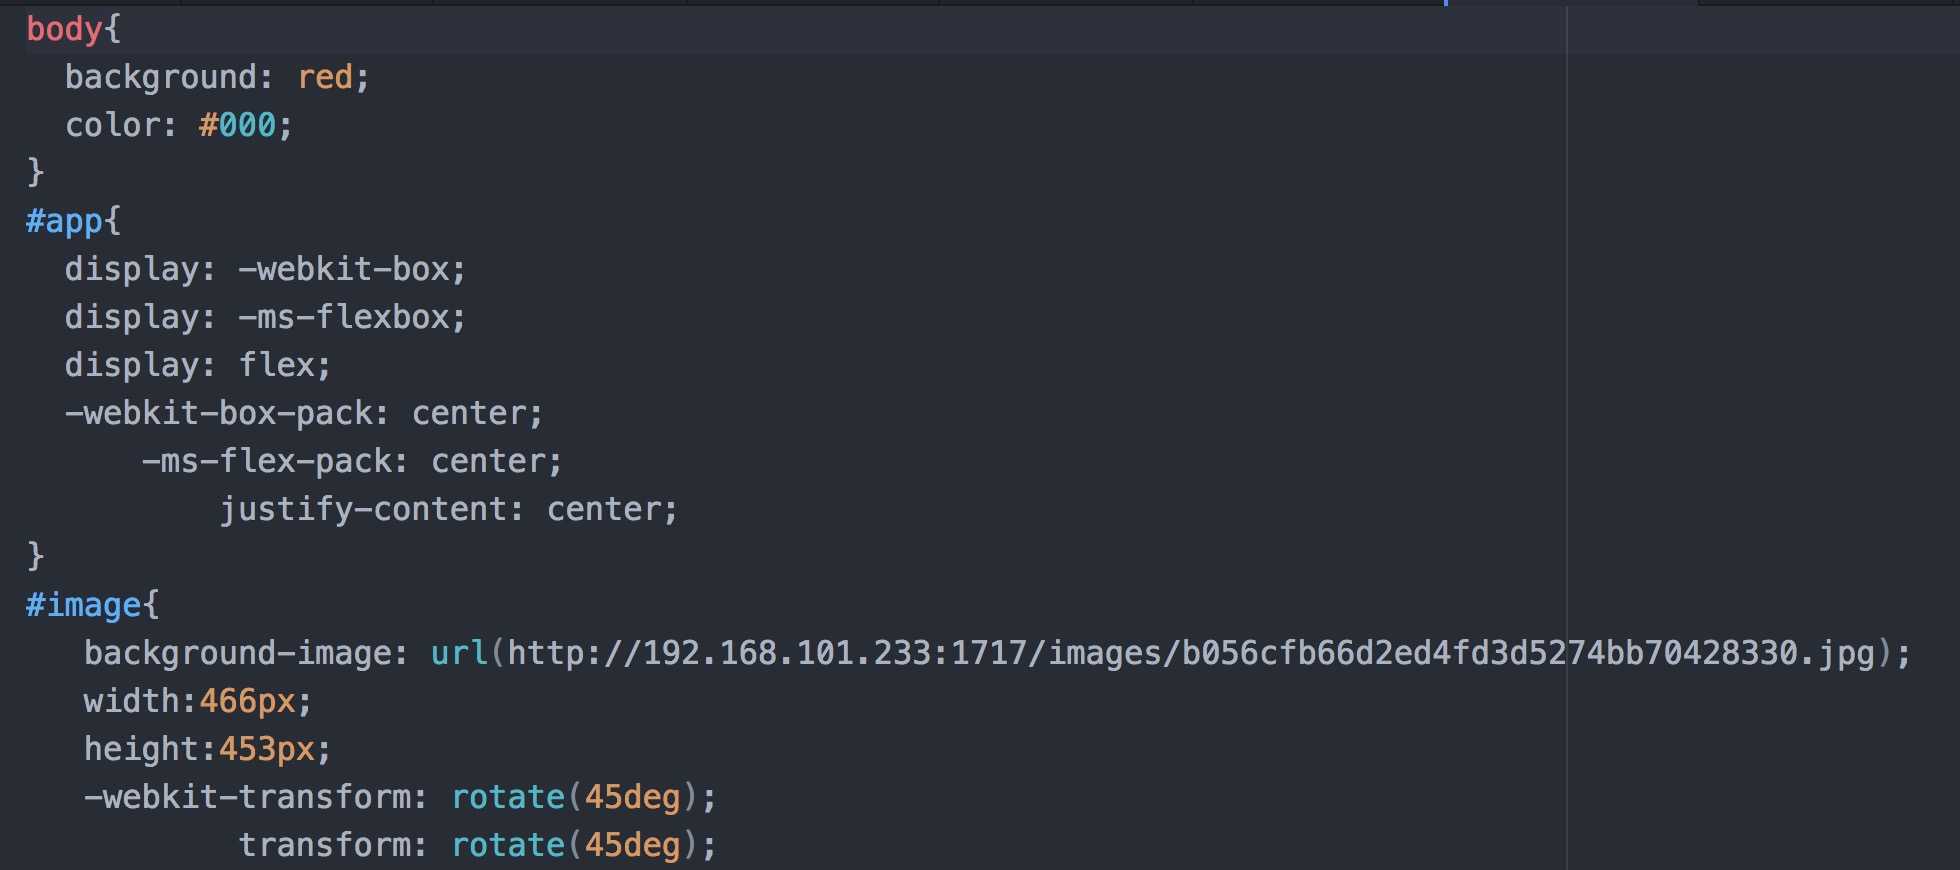 body{
  background: red;
  color: #000;
}
#app{
  display: -webkit-box;
  display: -ms-flexbox;
  display: flex;
  -webkit-box-pack: center;
      -ms-flex-pack: center;
          justify-content: center;
}
#image{
   background-image: url(http://192.168.101.233:1717/images/b056cfb66d2ed4fd3d5274bb70428330.jpg);
   width:466px;
   height:453px;
   -webkit-transform: rotate(45deg);
           transform: rotate(45deg);